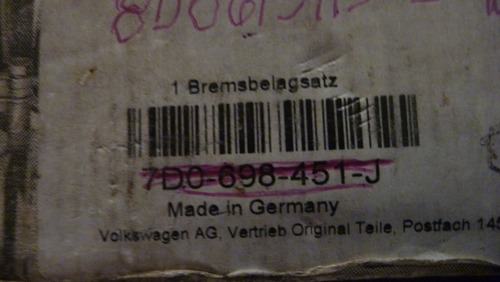 1 Bremsbelagsatz
7D0-698-451-J
Made in Germany
Volkswagen AG, Vertrieb Original Teile, Postfach